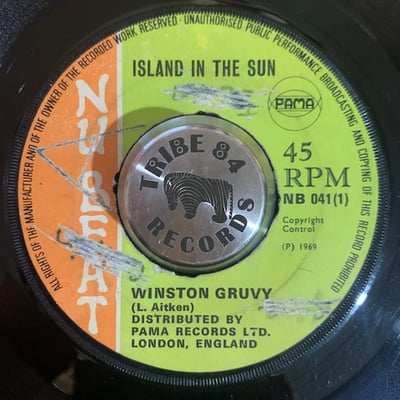 ALL RIGHTS OF THE MANUFACTURER AND OF THE OWNER OF THE RECORDED WORK RESERVED - UNAUTHORISED PUBLIC PERFORMANCE BROADCASTING AND COPYING OF THIS RECORD PROHIBITED
ISLAND IN THE SUN
PAMA
NU BEAT
TRIBE 84
RECORDS
45
RPM
NB 041(1)
Copyright
Control
(P) 1969
WINSTON GRUVY
(L. Aitken)
DISTRIBUTED BY
PAMA RECORDS LTD.
LONDON, ENGLAND